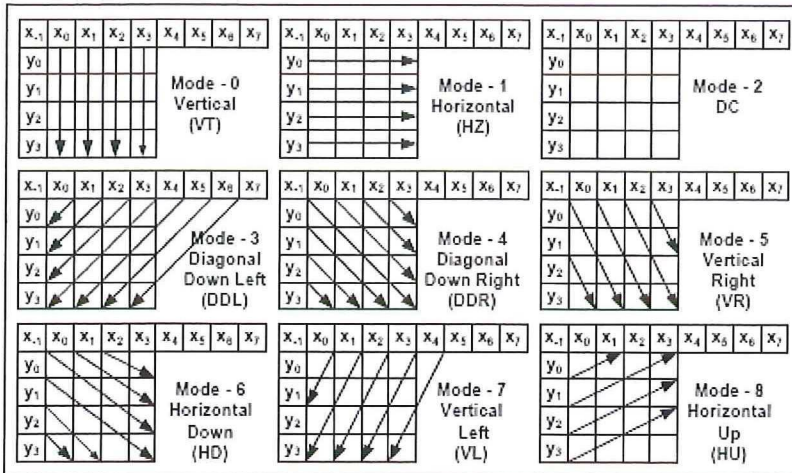 X-1 X0 X1 X2 X3 X4 X5 X6 X7
y0
y1
y2
y3
Mode - 0
Vertical
(VT)
X-1 X0 X1 X2 X3 X4 X5 X6 X7
y0
y1
y2
y3
Mode - 1
Horizontal
(HZ)
X-1 X0 X1 X2 X3 X4 X5 X6 X7
y0
y1
y2
y3
Mode - 2
DC
X-1 X0 X1 X2 X3 X4 X5 X6 X7
y0
y1
y2
y3
Mode - 3
Diagonal
Down Left
(DDL)
X-1 X0 X1 X2 X3 X4 X5 X6 X7
y0
y1
y2
y3
Mode - 4
Diagonal
Down Right
(DDR)
X-1 X0 X1 X2 X3 X4 X5 X6 X7
y0
y1
y2
y3
Mode - 5
Vertical
Right
(VR)
X-1 X0 X1 X2 X3 X4 X5 X6 X7
y0
y1
y2
y3
Mode - 6
Horizontal
Down
(HD)
X-1 X0 X1 X2 X3 X4 X5 X6 X7
y0
y1
y2
y3
Mode - 7
Vertical
Left
(VL)
X-1 X0 X1 X2 X3 X4 X5 X6 X7
y0
y1
y2
y3
Mode - 8
Horizontal
Up
(HU)